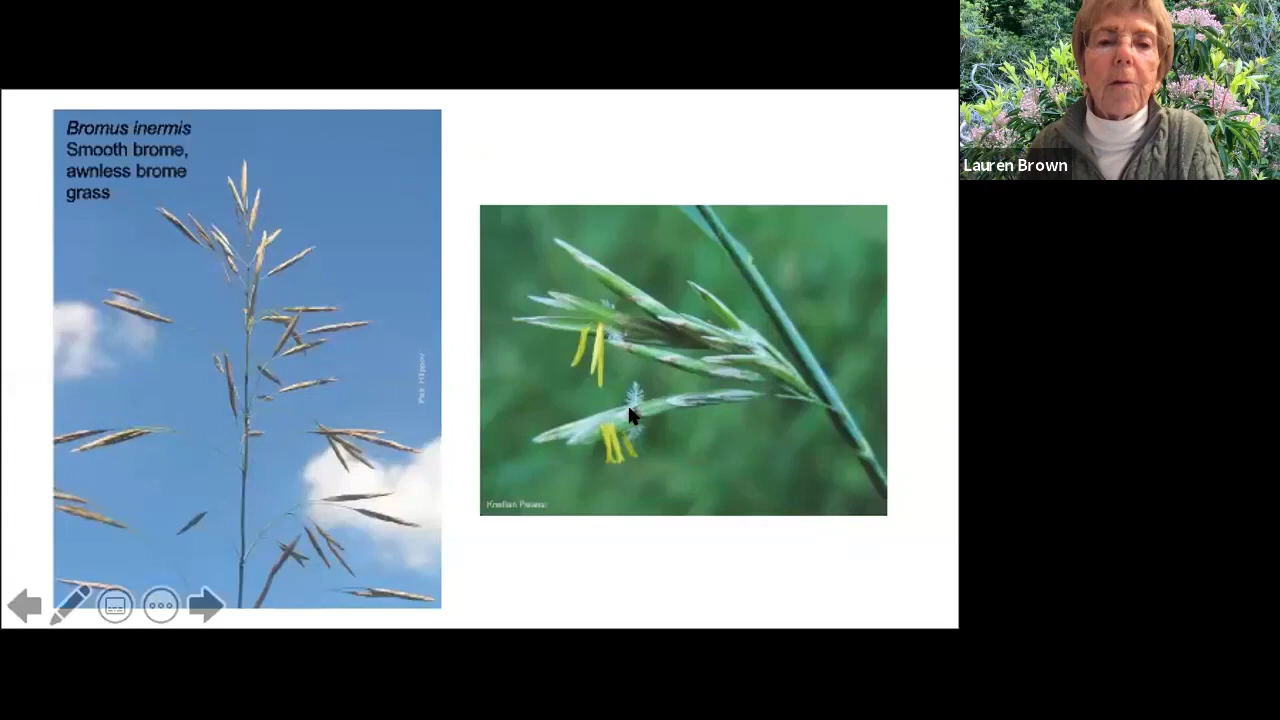 Bromus inermis
Smooth brome,
awnless brome
grass
Lauren Brown